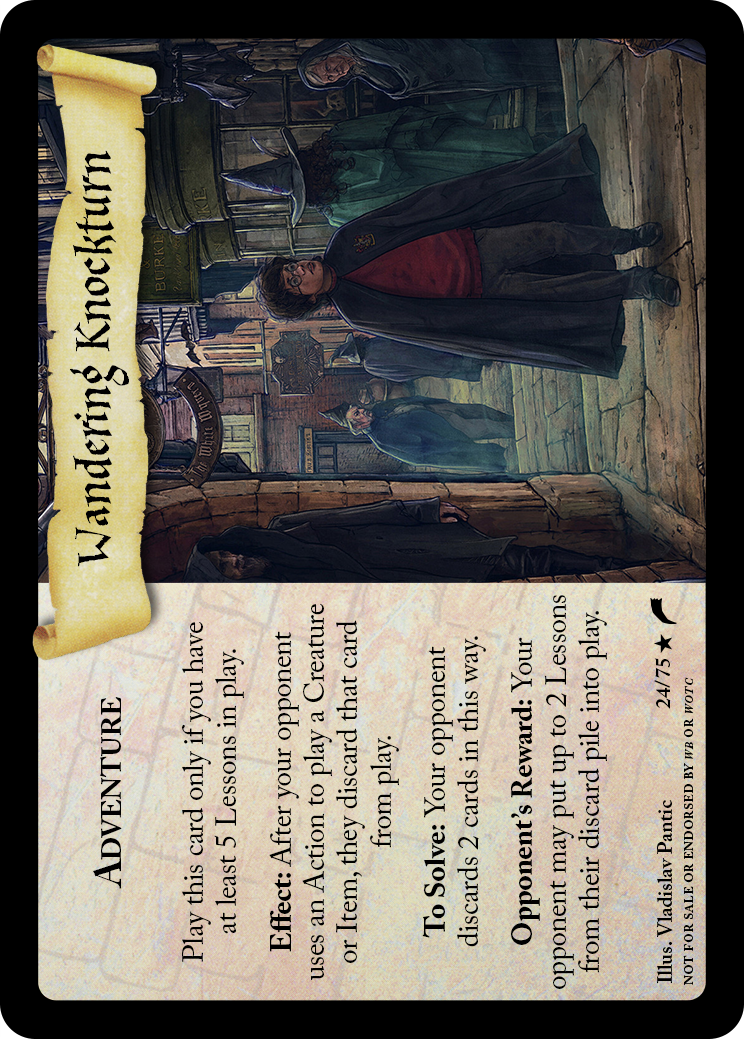 Wandering Knockturn
BURKE
KE
ADVENTURE
Play this card only if you have
at least 5 Lessons in play.
Effect: After your opponent
uses an Action to play a Creature
or Item, they discard that card
from play.
To Solve: Your opponent
discards 2 cards in this way.
Opponent's Reward: Your
opponent may put up to 2 Lessons
from their discard pile into play.
Illus. Vladislav Pantic 24/75 ★
NOT FOR SALE OR ENDORSED BY WB OR WOTC